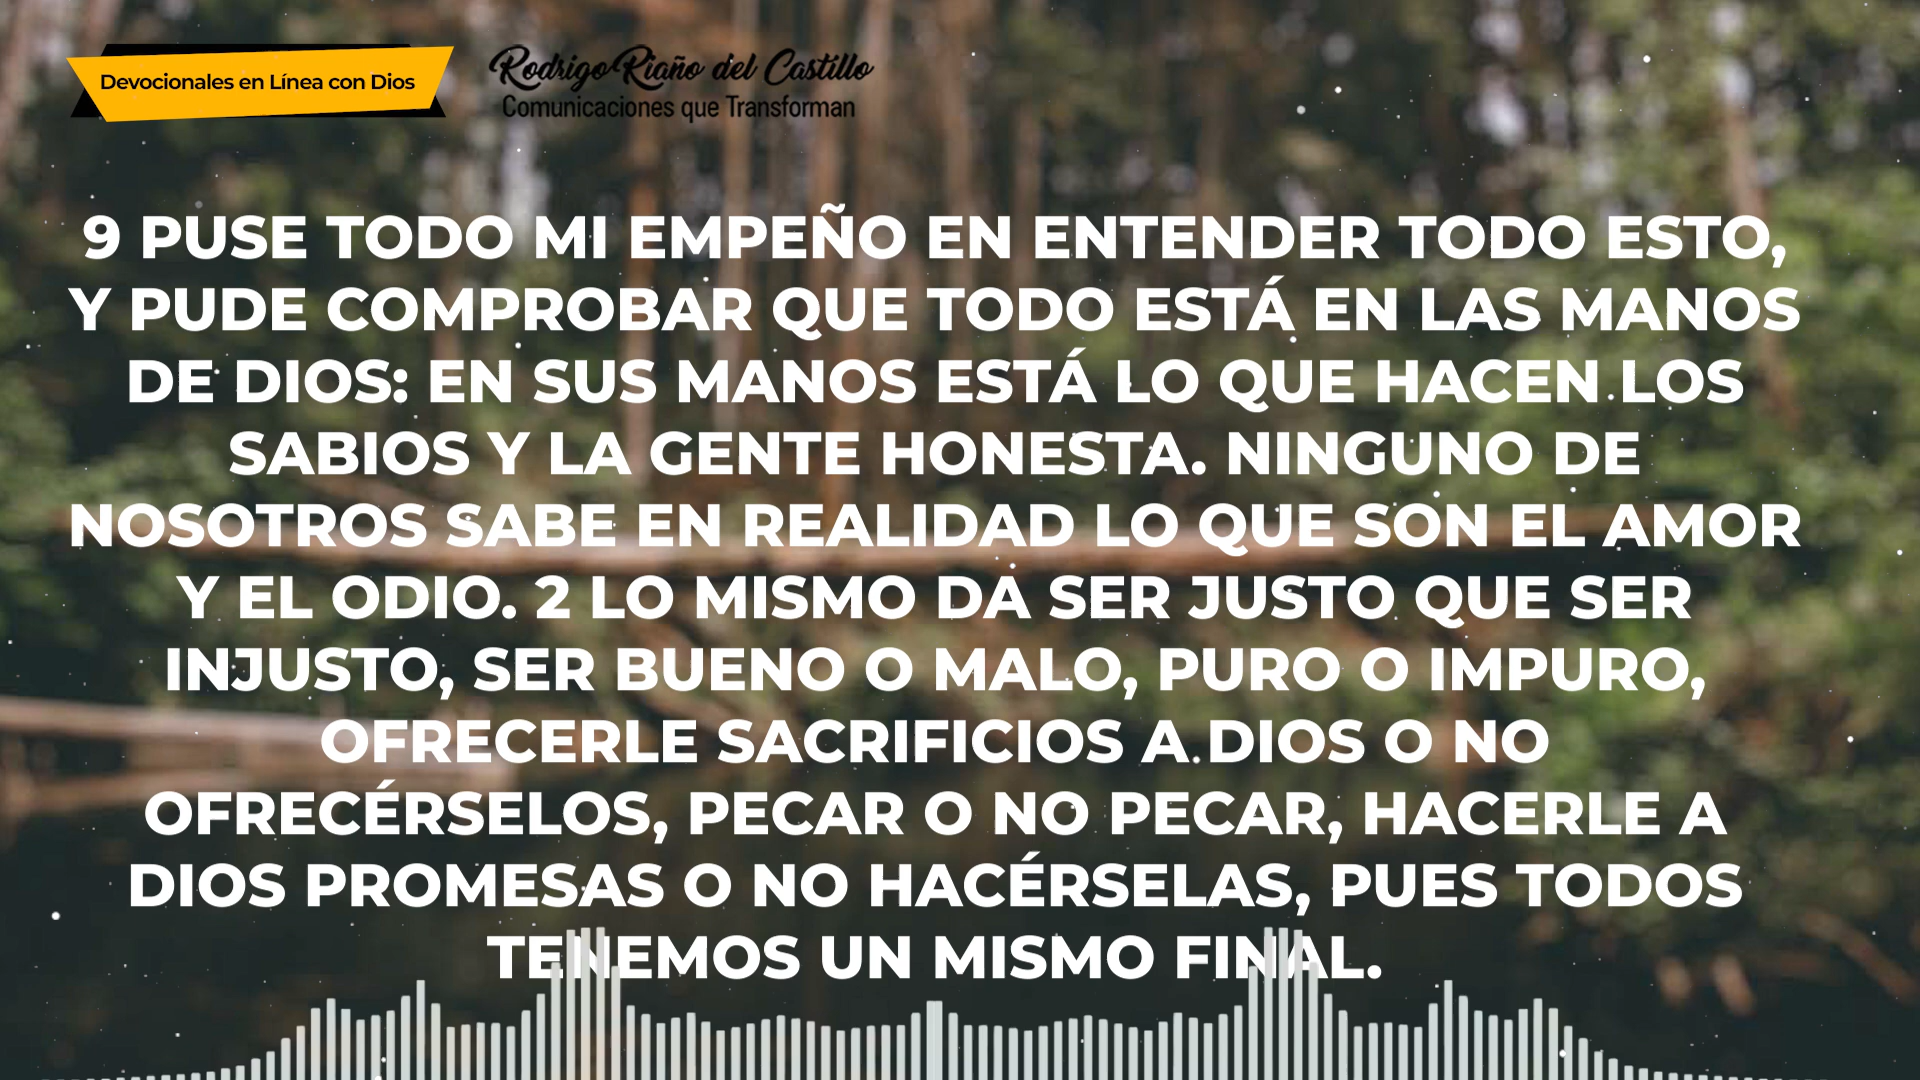 Devocionales en Línea con Dios
Rodrigo Riaño del Castillo
Comunicaciones que Transforman
9 PUSE TODO MI EMPEÑO EN ENTENDER TODO ESTO,
Y PUDE COMPROBAR QUE TODO ESTÁ EN LAS MANOS
DE DIOS: EN SUS MANOS ESTÁ LO QUE HACEN LOS
SABIOS Y LA GENTE HONESTA. NINGUNO DE
NOSOTROS SABE EN REALIDAD LO QUE SON EL AMOR
Y EL ODIO. 2 LO MISMO DA SER JUSTO QUE SER
INJUSTO, SER BUENO O MALO, PURO O IMPURO,
OFRECERLE SACRIFICIOS A DIOS O NO
OFRECÉRSELOS, PECAR O NO PECAR, HACERLE A
DIOS PROMESAS O NO HACÉRSELAS, PUES TODOS
TENEMOS UN MISMO FINAL.